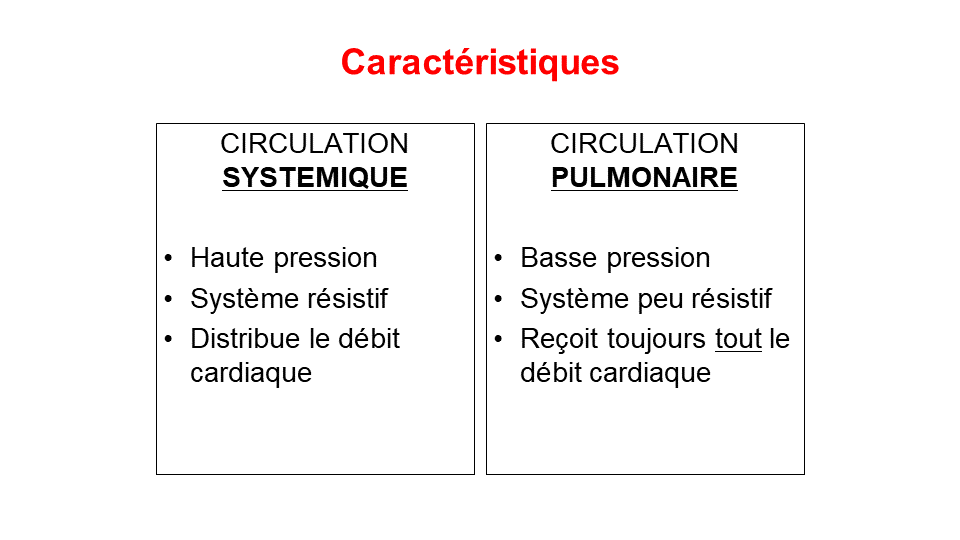 Caractéristiques
CIRCULATION
SYSTEMIQUE
• Haute pression
• Système résistif
• Distribue le débit
cardiaque
CIRCULATION
PULMONAIRE
• Basse pression
• Système peu résistif
• Reçoit toujours tout le
débit cardiaque